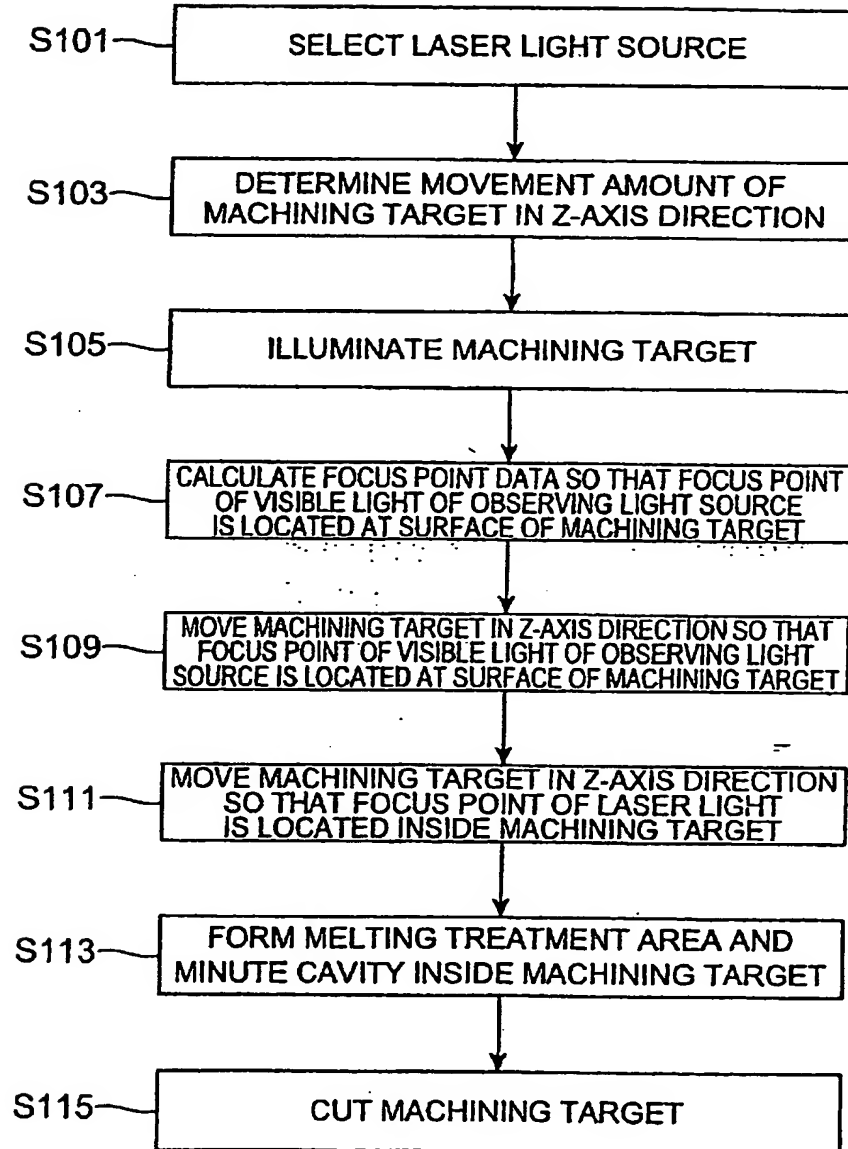 S101
SELECT LASER LIGHT SOURCE
S103
DETERMINE MOVEMENT AMOUNT OF
MACHINING TARGET IN Z-AXIS DIRECTION
S105
ILLUMINATE MACHINING TARGET
S107
CALCULATE FOCUS POINT DATA SO THAT FOCUS POINT
OF VISIBLE LIGHT OF OBSERVING LIGHT SOURCE
IS LOCATED AT SURFACE OF MACHINING TARGET
S109
MOVE MACHINING TARGET IN Z-AXIS DIRECTION SO THAT
FOCUS POINT OF VISIBLE LIGHT OF OBSERVING LIGHT
SOURCE IS LOCATED AT SURFACE OF MACHINING TARGET
S111
MOVE MACHINING TARGET IN Z-AXIS DIRECTION
SO THAT FOCUS POINT OF LASER LIGHT
IS LOCATED INSIDE MACHINING TARGET
S113
FORM MELTING TREATMENT AREA AND
MINUTE CAVITY INSIDE MACHINING TARGET
S115
CUT MACHINING TARGET